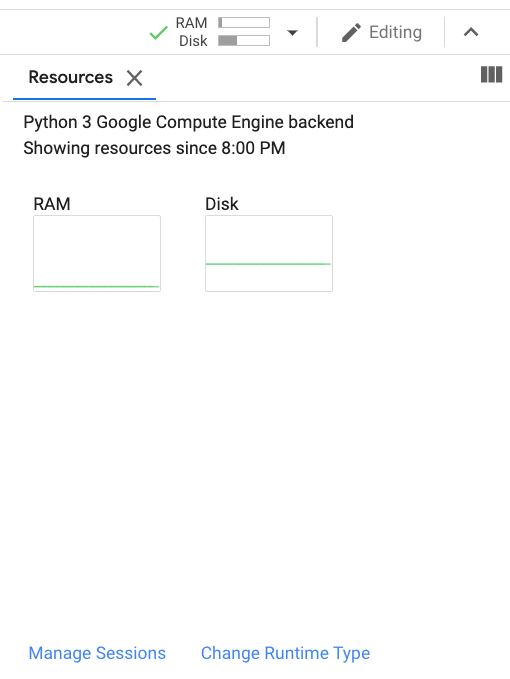 RAM
Disk
Editing
Resources
Python 3 Google Compute Engine backend
Showing resources since 8:00 PM
RAM
Disk
Manage Sessions
Change Runtime Type